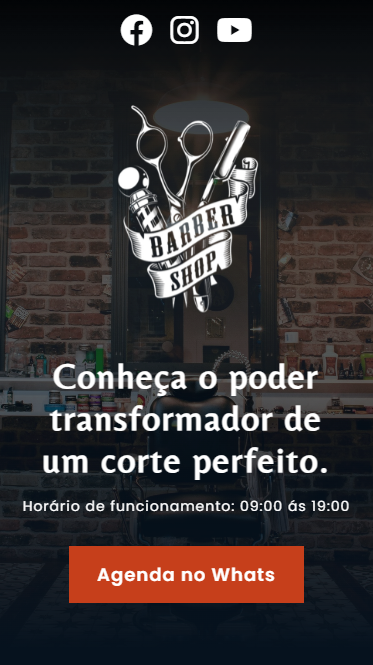 BARBER
SHOP
Conheça o poder
transformador de
um corte perfeito.
Horário de funcionamento: 09:00 ás 19:00
Agenda no Whats